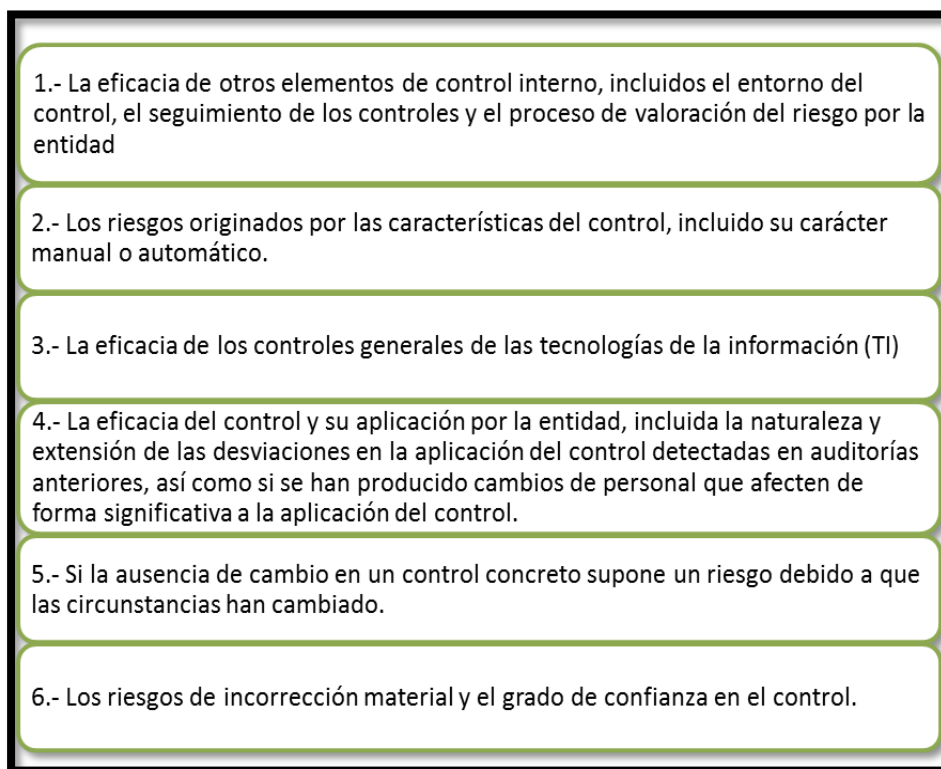 1.- La eficacia de otros elementos de control interno, incluidos el entorno del
control, el seguimiento de los controles y el proceso de valoración del riesgo por la
entidad
2.- Los riesgos originados por las características del control, incluido su carácter
manual o automático.
3.- La eficacia de los controles generales de las tecnologías de la información (TI)
4.- La eficacia del control y su aplicación por la entidad, incluida la naturaleza y
extensión de las desviaciones en la aplicación del control detectadas en auditorías
anteriores, así como si se han producido cambios de personal que afecten de
forma significativa a la aplicación del control.
5.- Si la ausencia de cambio en un control concreto supone un riesgo debido a que
las circunstancias han cambiado.
6.- Los riesgos de incorrección material y el grado de confianza en el control.